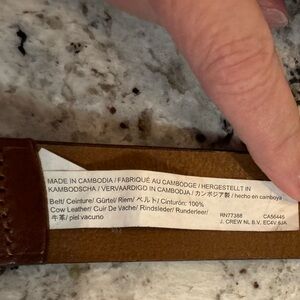 MADE IN CAMBODIA / FABRIQUÉ AU CAMBODGE / HERGESTELLT IN
KAMBODSCHA / VERVAARDIGD IN CAMBODJA / カンボジア製 / hecho en camboya
Belt/ Ceinture/ Gürtel/ Riem/ ベルト/ Cinturón: 100%
Cow Leather/ Cuir De Vache/ Rindsleder/ Runderleer/
牛革/ piel vacuno
RN77388 CA56445
J. CREW NL B.V. EC4V 6JA